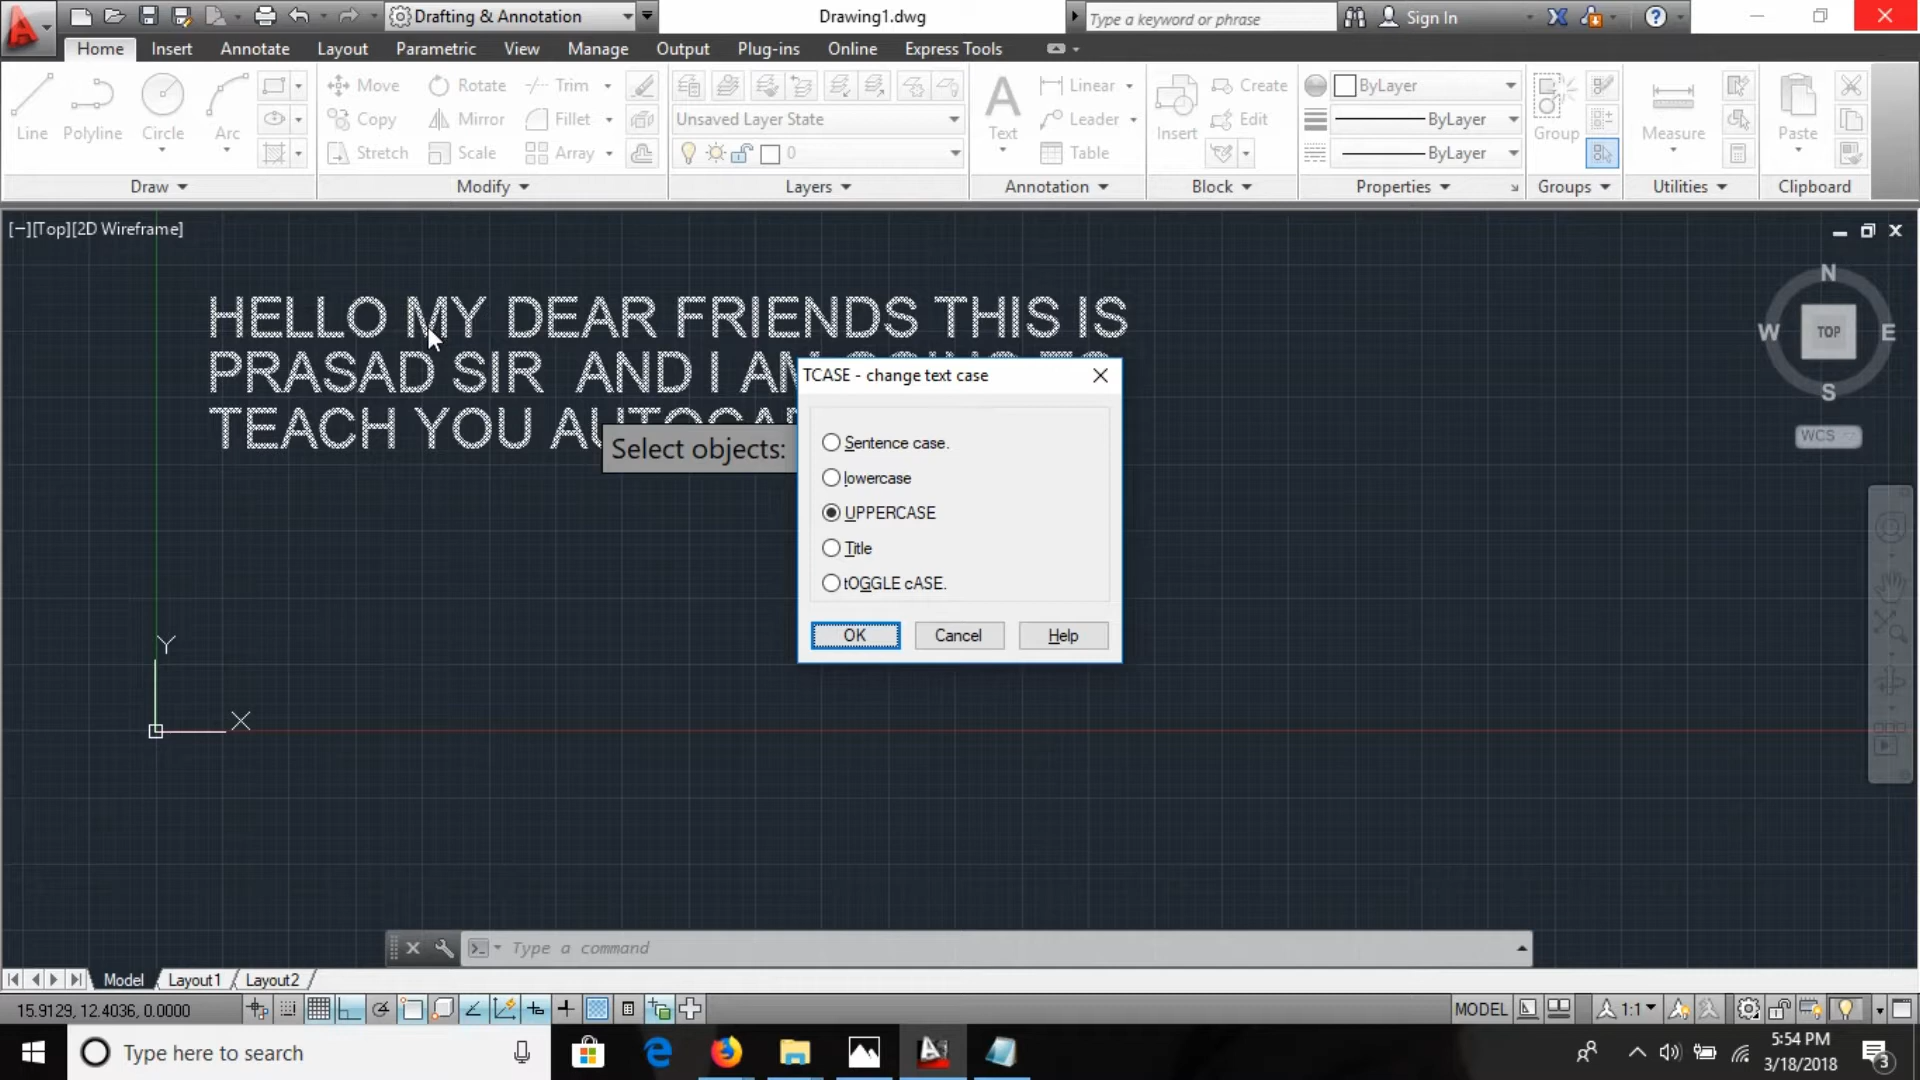 Drafting & Annotation
Drawing1.dwg
Type a keyword or phrase
Sign In
Home
Insert
Annotate
Layout
Parametric
View
Manage
Output
Plug-ins
Online
Express Tools
Line
Polyline
Circle
Arc
Move
Rotate
Trim
Copy
Mirror
Fillet
Stretch
Scale
Array
Unsaved Layer State
0
Text
Linear
Leader
Table
Insert
Create
Edit
ByLayer
ByLayer
ByLayer
Group
Measure
Paste
Draw
Modify
Layers
Annotation
Block
Properties
Groups
Utilities
Clipboard
[−][Top][2D Wireframe]
HELLO MY DEAR FRIENDS THIS IS
PRASAD SIR AND I
TEACH YOU
Select objects:
TCASE - change text case
Sentence case.
lowercase
UPPERCASE
Title
tOGGLE cASE.
OK
Cancel
Help
N
W
TOP
E
S
WCS
Y
X
Type a command
Model
Layout1
Layout2
15.9129, 12.4036, 0.0000
MODEL
1:1
Type here to search
5:54 PM
3/18/2018
3